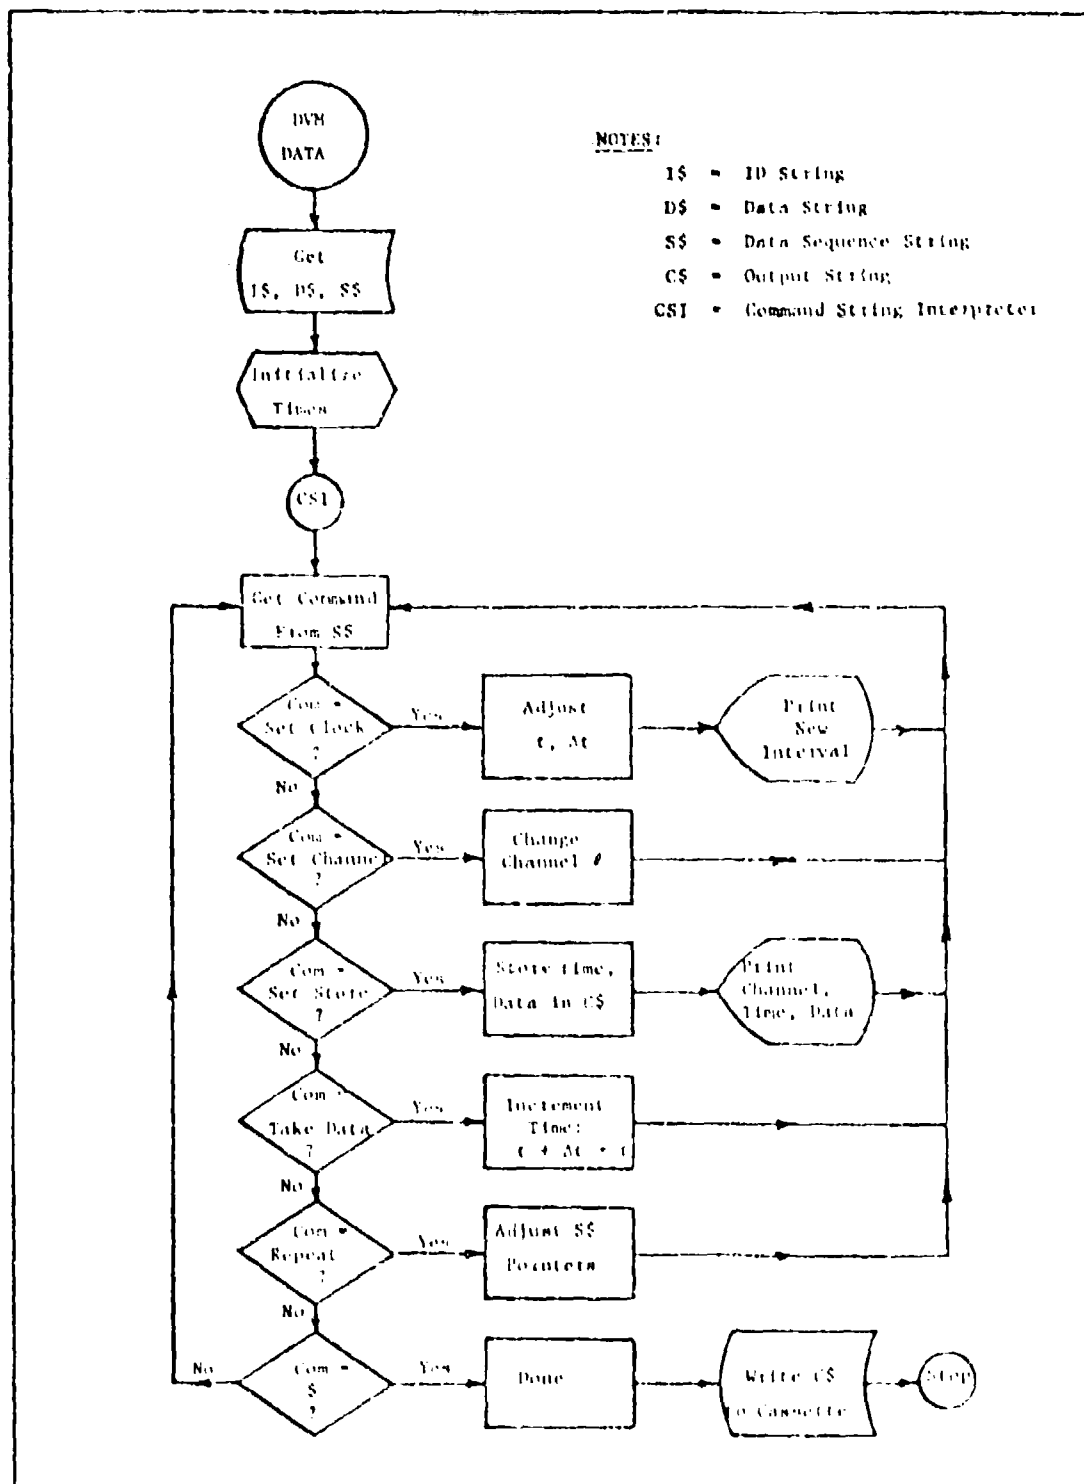 DVM
DATA
NOTES:
I$ = ID String
D$ = Data String
S$ = Data Sequence String
C$ = Output String
CSI = Command String Interpreter
Get
I$, D$, S$
Initialize
Times
CSI
Get Command
From S$
Com =
Set Clock
?
Yes
Adjust
t, Δt
Print
New
Interval
No
Com =
Set Channel
?
Yes
Change
Channel #
No
Com =
Set Store
?
Yes
Store time,
Data in C$
Print
Channel,
Time, Data
No
Com =
Take Data
?
Yes
Increment
Time:
t + Δt → t
No
Com =
Repeat
?
Yes
Adjust S$
Pointers
No
Com =
$
?
No
Yes
Done
Write C$
to Cassette
Stop